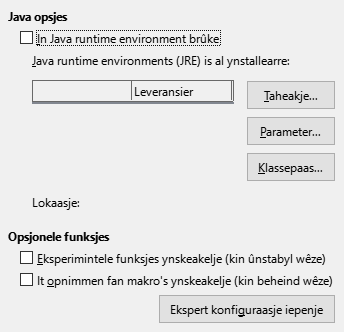 Java opsjes
In Java runtime environment brûke
Java runtime environments (JRE) is al ynstallearre:
Leveransier
Taheakje...
Parameter...
Klassepaas...
Lokaasje:
Opsjonele funksjes
Eksperimintele funksjes ynskeakelje (kin ûnstabyl wêze)
It opnimmen fan makro's ynskeakelje (kin beheind wêze)
Ekspert konfiguraasje iepenje